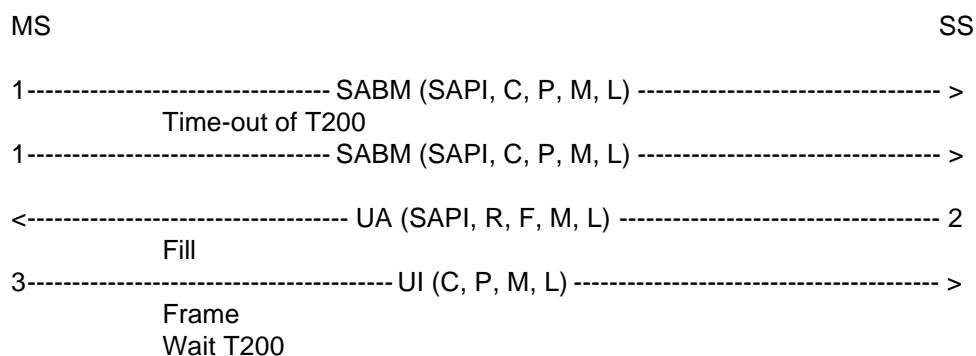 MS SS
1--------------------------------- SABM (SAPI, C, P, M, L) --------------------------------- >
Time-out of T200
1--------------------------------- SABM (SAPI, C, P, M, L) --------------------------------- >
<----------------------------------- UA (SAPI, R, F, M, L) ----------------------------------- 2
Fill
3---------------------------------------- UI (C, P, M, L) ---------------------------------------- >
Frame
Wait T200